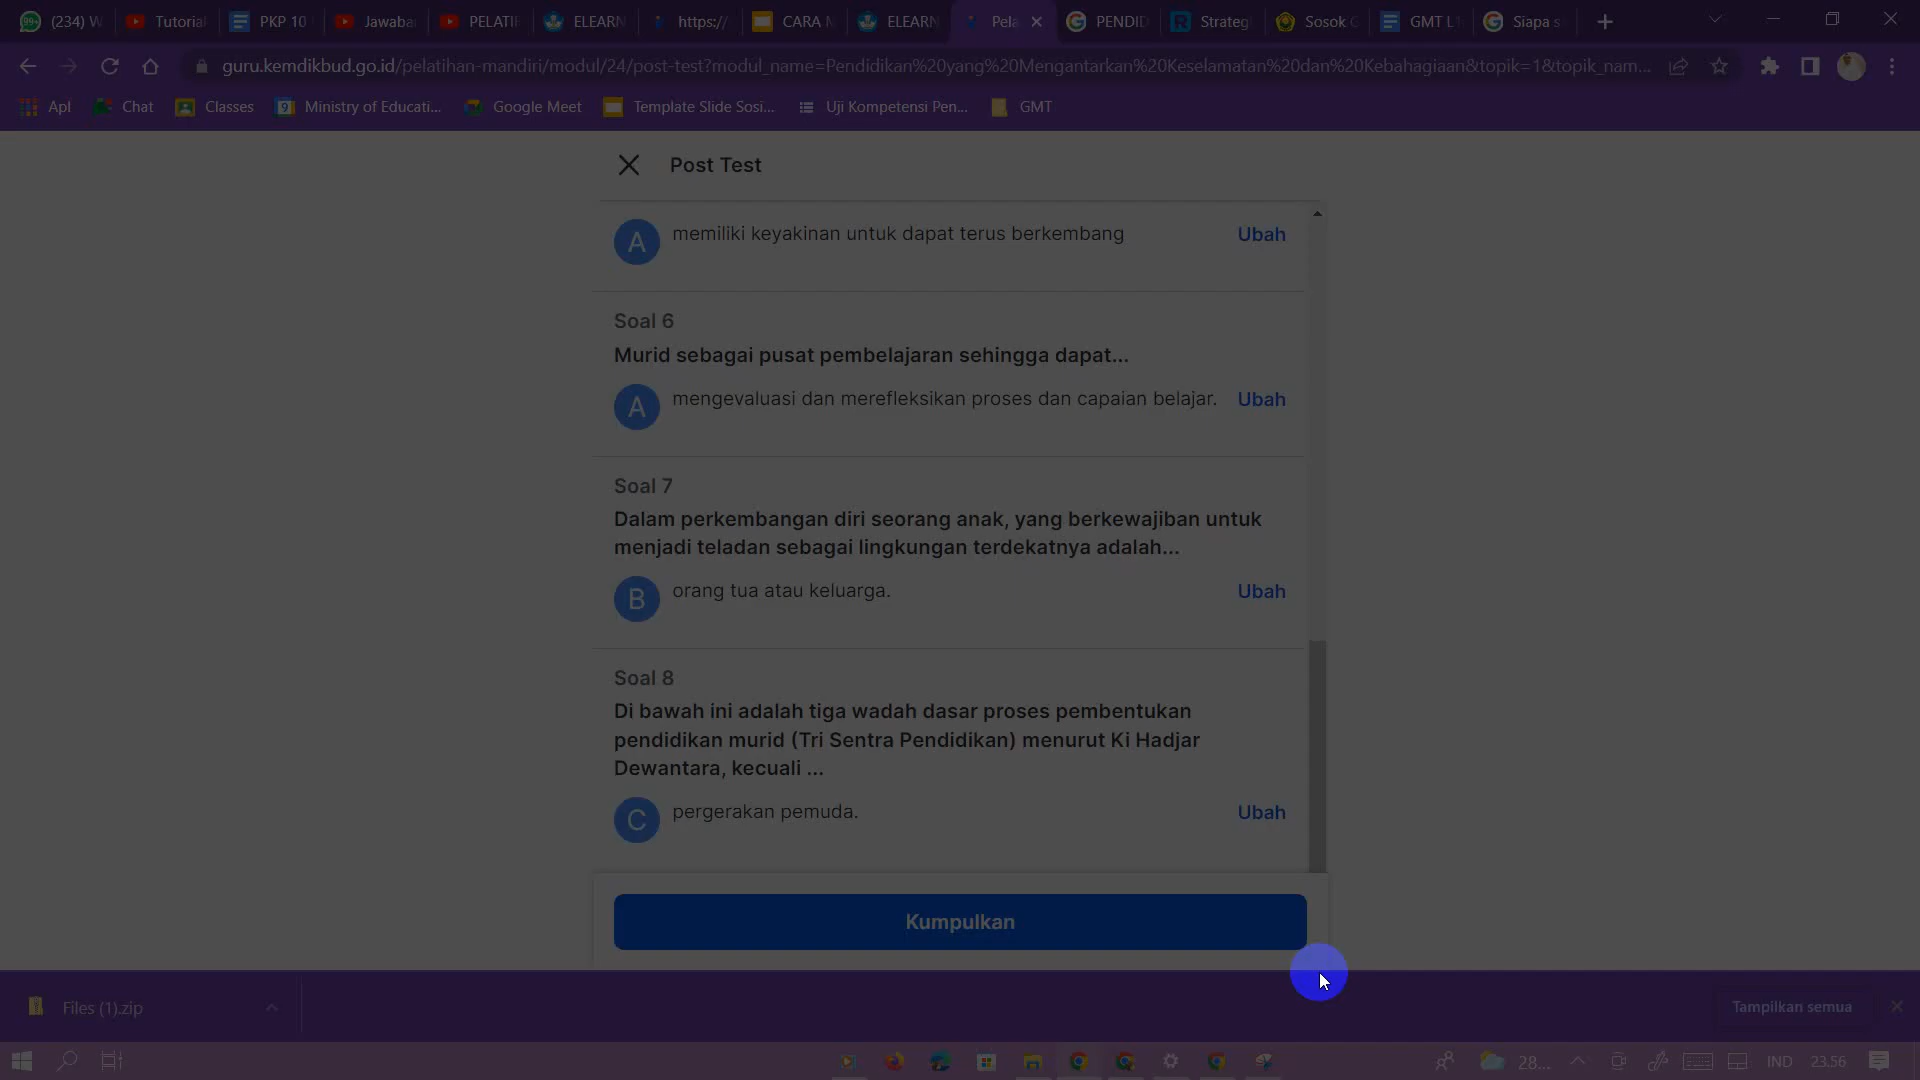 (234) W
Tutorial
PKP 10
Jawaba
PELATIH
ELEARN
https://
CARA M
ELEARN
Pela
PENDID
Strategi
Sosok G
GMT L1
Siapa s
guru.kemdikbud.go.id/pelatihan-mandiri/modul/24/post-test?modul_name=Pendidikan%20yang%20Mengantarkan%20Keselamatan%20dan%20Kebahagiaan&topik=1&topik_nam...
Apl
Chat
Classes
Ministry of Educati...
Google Meet
Template Slide Sosi...
Uji Kompetensi Pen...
GMT
Post Test
A memiliki keyakinan untuk dapat terus berkembang Ubah
Soal 6
Murid sebagai pusat pembelajaran sehingga dapat...
A mengevaluasi dan merefleksikan proses dan capaian belajar. Ubah
Soal 7
Dalam perkembangan diri seorang anak, yang berkewajiban untuk
menjadi teladan sebagai lingkungan terdekatnya adalah...
B orang tua atau keluarga. Ubah
Soal 8
Di bawah ini adalah tiga wadah dasar proses pembentukan
pendidikan murid (Tri Sentra Pendidikan) menurut Ki Hadjar
Dewantara, kecuali ...
C pergerakan pemuda. Ubah
Kumpulkan
Files (1).zip
Tampilkan semua
28...
IND
23.56